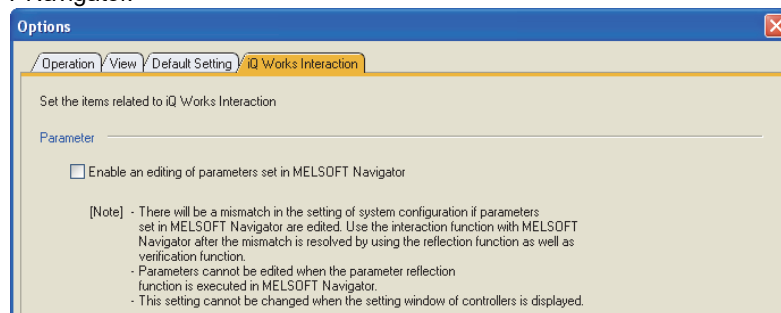 Options
Operation View Default Setting iQ Works Interaction
Set the items related to iQ Works Interaction
Parameter
Enable an editing of parameters set in MELSOFT Navigator
[Note] - There will be a mismatch in the setting of system configuration if parameters
set in MELSOFT Navigator are edited. Use the interaction function with MELSOFT
Navigator after the mismatch is resolved by using the reflection function as well as
verification function.
- Parameters cannot be edited when the parameter reflection
function is executed in MELSOFT Navigator.
- This setting cannot be changed when the setting window of controllers is displayed.